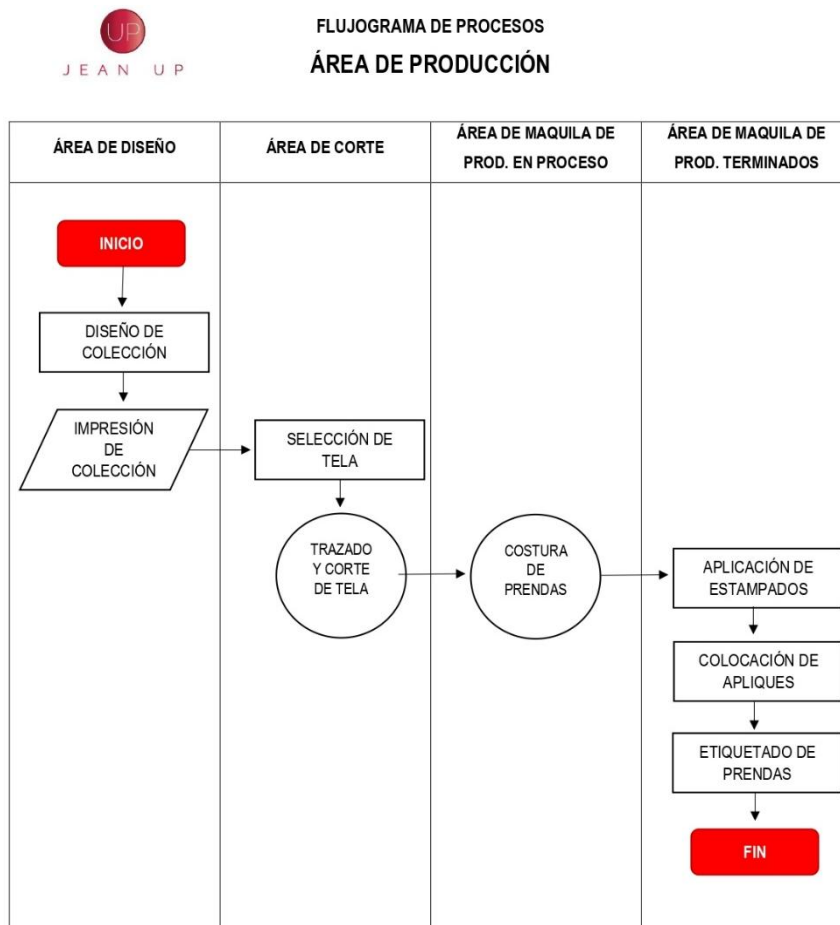 UP
JEAN UP
FLUJOGRAMA DE PROCESOS
ÁREA DE PRODUCCIÓN
ÁREA DE DISEÑO
ÁREA DE CORTE
ÁREA DE MAQUILA DE
PROD. EN PROCESO
ÁREA DE MAQUILA DE
PROD. TERMINADOS
INICIO
DISEÑO DE
COLECCIÓN
IMPRESIÓN
DE
COLECCIÓN
SELECCIÓN DE
TELA
TRAZADO
Y CORTE
DE TELA
COSTURA
DE
PRENDAS
APLICACIÓN DE
ESTAMPADOS
COLOCACIÓN DE
APLIQUES
ETIQUETADO DE
PRENDAS
FIN